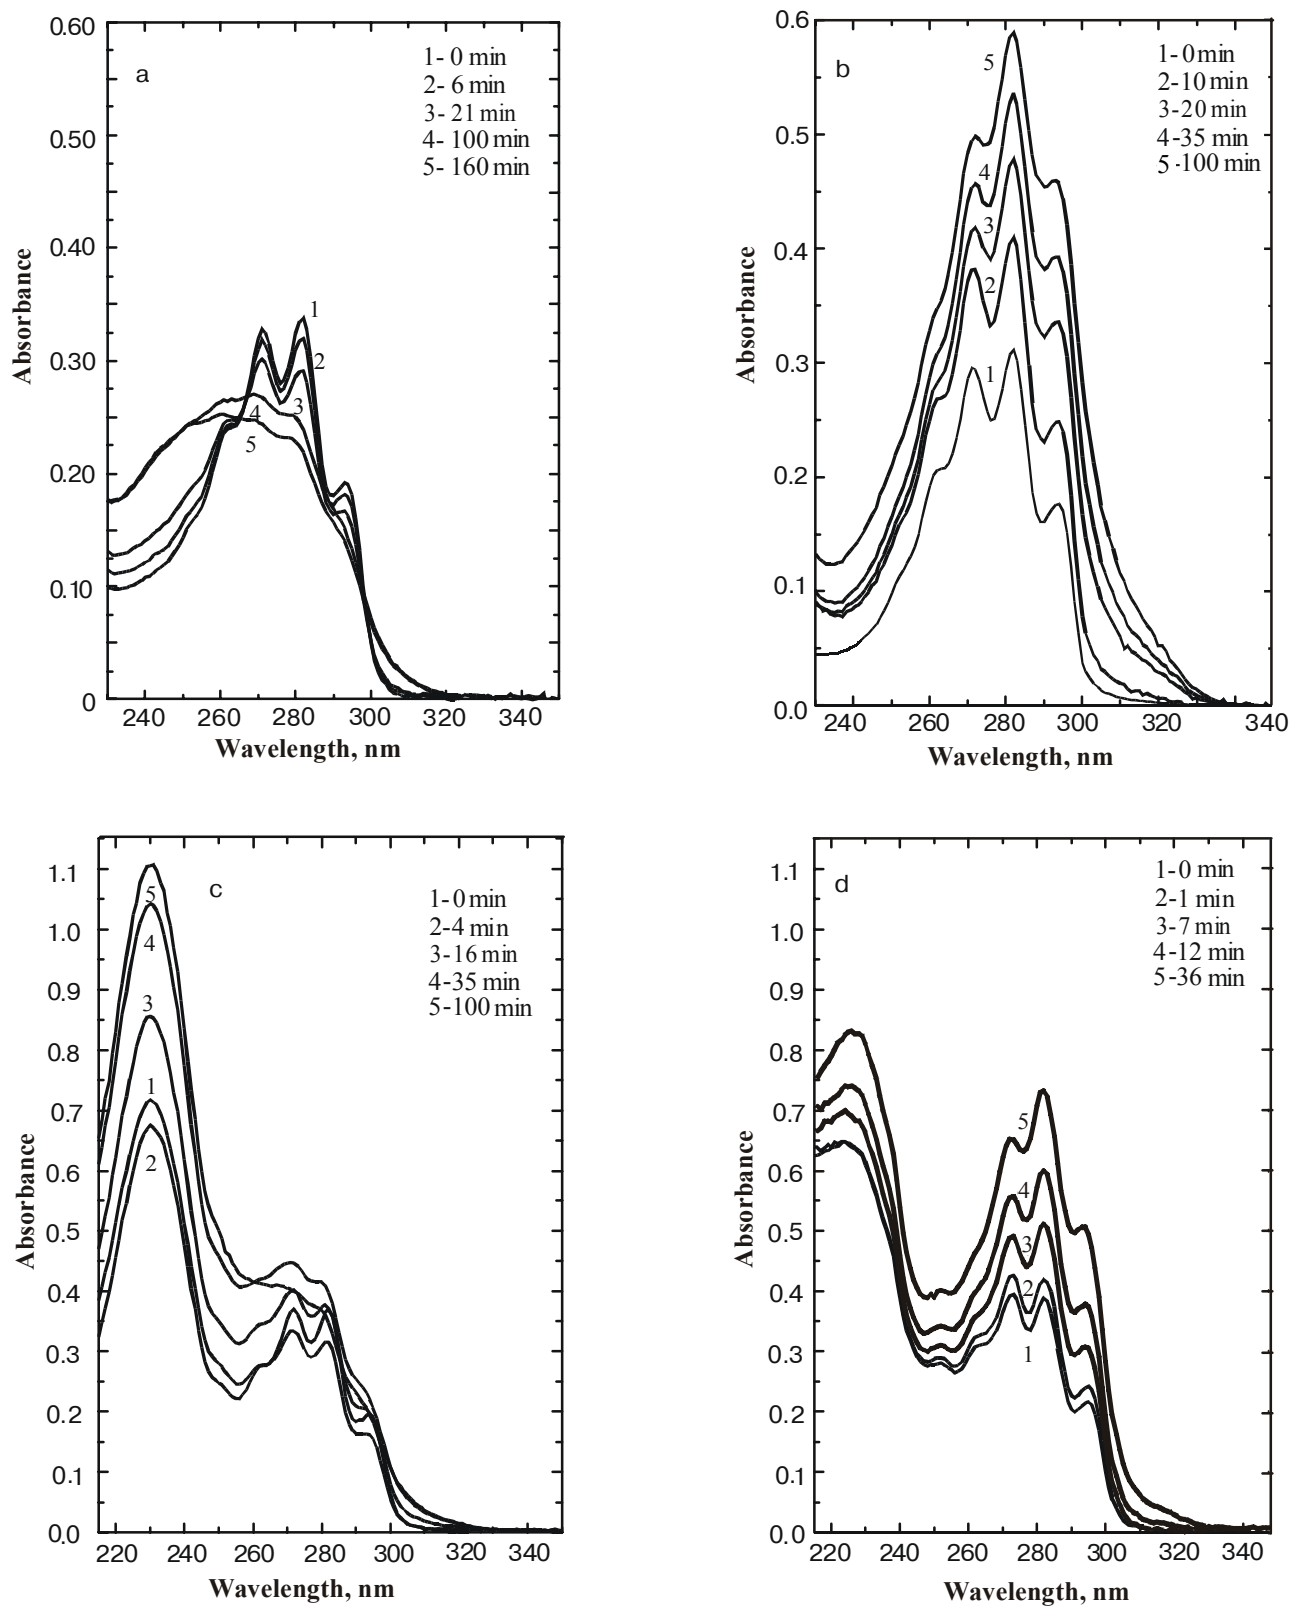 a
1- 0 min
2- 6 min
3- 21 min
4- 100 min
5- 160 min
0.60
0.50
0.40
0.30
0.20
0.10
0
1
2
3
4
5
240 260 280 300 320 340
Wavelength, nm
Absorbance
b
1-0min
2-10 min
3-20 min
4-35 min
5-100 min
0.6
0.5
0.4
0.3
0.2
0.1
0.0
5
4
3
2
1
240 260 280 300 320 340
Wavelength, nm
Absorbance
c
1-0 min
2-4 min
3-16 min
4-35 min
5-100 min
1.1
1.0
0.9
0.8
0.7
0.6
0.5
0.4
0.3
0.2
0.1
0.0
5
4
3
1
2
220 240 260 280 300 320 340
Wavelength, nm
Absorbance
d
1-0 min
2-1 min
3-7 min
4-12 min
5-36 min
1.1
1.0
0.9
0.8
0.7
0.6
0.5
0.4
0.3
0.2
0.1
0.0
5
4
3
2
1
220 240 260 280 300 320 340
Wavelength, nm
Absorbance